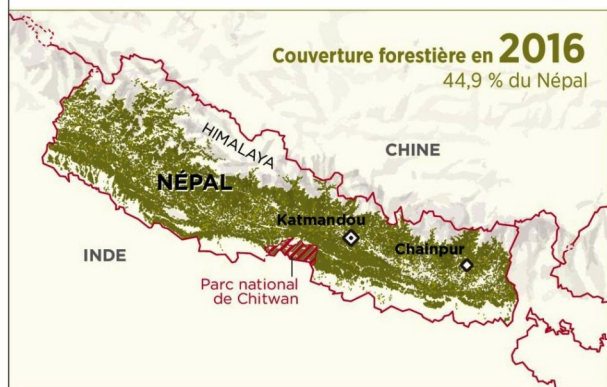 Couverture forestière en 2016
44,9 % du Népal
HIMALAYA
CHINE
NÉPAL
Katmandou
Chainpur
INDE
Parc national
de Chitwan